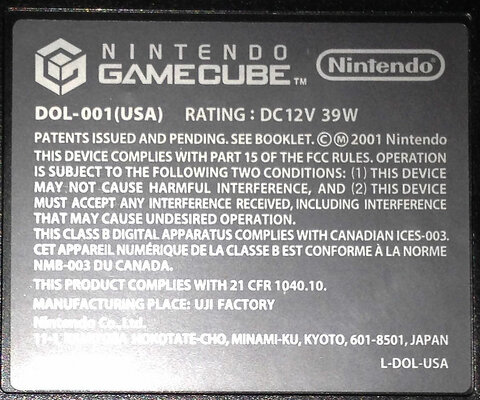 NINTENDO
GAMECUBE™
Nintendo®
DOL-001(USA) RATING : DC12V 39W
PATENTS ISSUED AND PENDING. SEE BOOKLET. ©Ⓜ 2001 Nintendo
THIS DEVICE COMPLIES WITH PART 15 OF THE FCC RULES. OPERATION
IS SUBJECT TO THE FOLLOWING TWO CONDITIONS: (1) THIS DEVICE
MAY NOT CAUSE HARMFUL INTERFERENCE, AND (2) THIS DEVICE
MUST ACCEPT ANY INTERFERENCE RECEIVED, INCLUDING INTERFERENCE
THAT MAY CAUSE UNDESIRED OPERATION.
THIS CLASS B DIGITAL APPARATUS COMPLIES WITH CANADIAN ICES-003.
CET APPAREIL NUMÉRIQUE DE LA CLASSE B EST CONFORME À LA NORME
NMB-003 DU CANADA.
THIS PRODUCT COMPLIES WITH 21 CFR 1040.10.
MANUFACTURING PLACE: UJI FACTORY
Nintendo Co., Ltd.
HOKOTATE-CHO, MINAMI-KU, KYOTO, 601-8501, JAPAN
L-DOL-USA